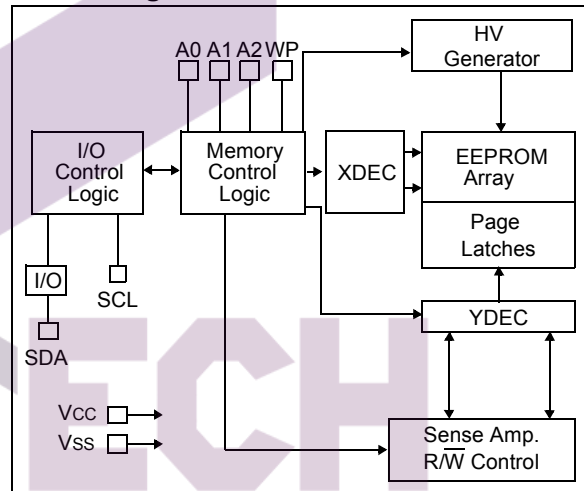 A0 A1 A2 WP
HV
Generator
I/O
Control
Logic
Memory
Control
Logic
XDEC
EEPROM
Array
Page
Latches
I/O
SCL
SDA
YDEC
VCC
VSS
Sense Amp.
R/W̅ Control
ECH